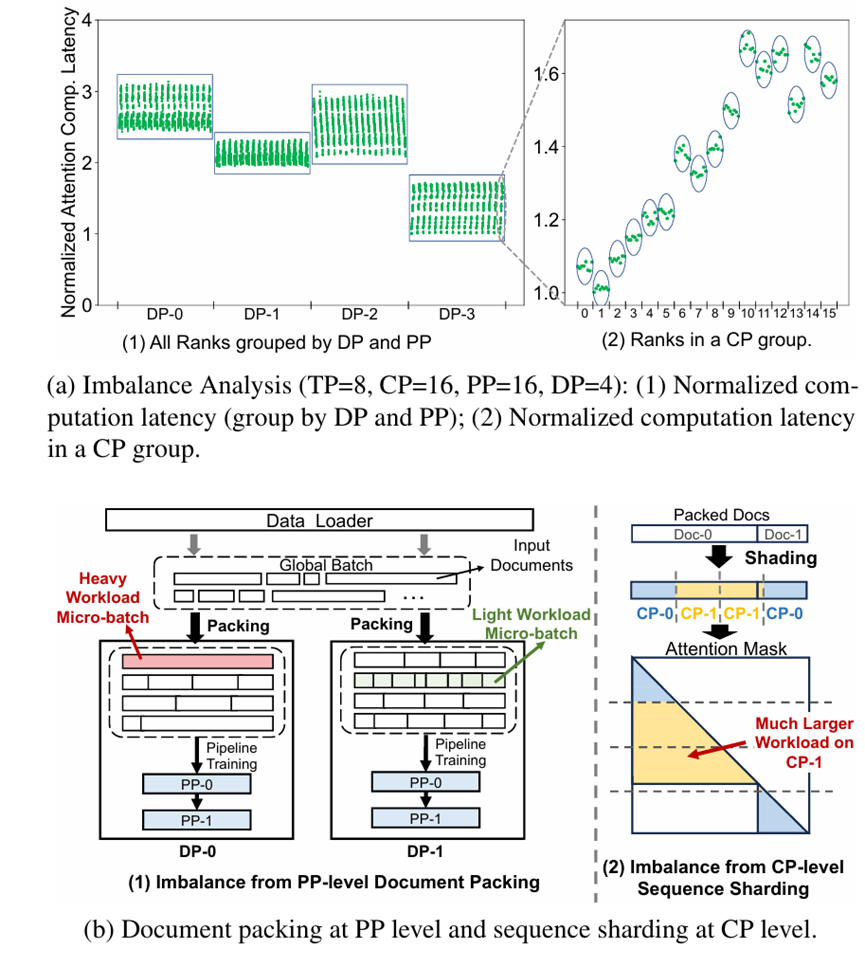 Normalized Attention Comp. Latency
4
3
2
1
0
DP-0 DP-1 DP-2 DP-3
(1) All Ranks grouped by DP and PP
1.6
1.4
1.2
1.0
0 1 2 3 4 5 6 7 8 9 10 11 12 13 14 15
(2) Ranks in a CP group.
(a) Imbalance Analysis (TP=8, CP=16, PP=16, DP=4): (1) Normalized com-
putation latency (group by DP and PP); (2) Normalized computation latency
in a CP group.
Data Loader
Global Batch
Input
Documents
...
Heavy
Workload
Micro-batch
Packing
Packing
Light Workload
Micro-batch
Pipeline
Training
PP-0
PP-1
DP-0
Pipeline
Training
PP-0
PP-1
DP-1
(1) Imbalance from PP-level Document Packing
Packed Docs
Doc-0 Doc-1
Shading
CP-0 CP-1 CP-1 CP-0
Attention Mask
Much Larger
Workload on
CP-1
(2) Imbalance from CP-level
Sequence Sharding
(b) Document packing at PP level and sequence sharding at CP level.